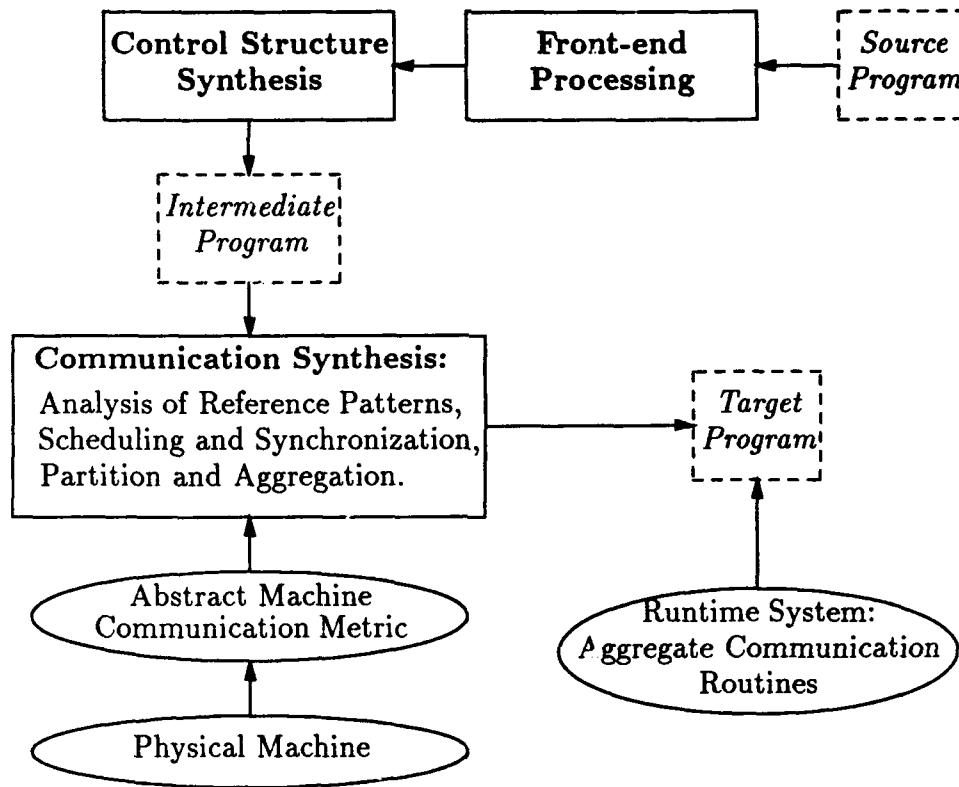 Control Structure
Synthesis
Front-end
Processing
Source
Program
Intermediate
Program
Communication Synthesis:
Analysis of Reference Patterns,
Scheduling and Synchronization,
Partition and Aggregation.
Target
Program
Abstract Machine
Communication Metric
Runtime System:
Aggregate Communication
Routines
Physical Machine